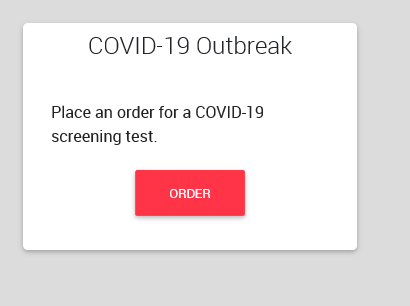 COVID-19 Outbreak
Place an order for a COVID-19
screening test.
ORDER